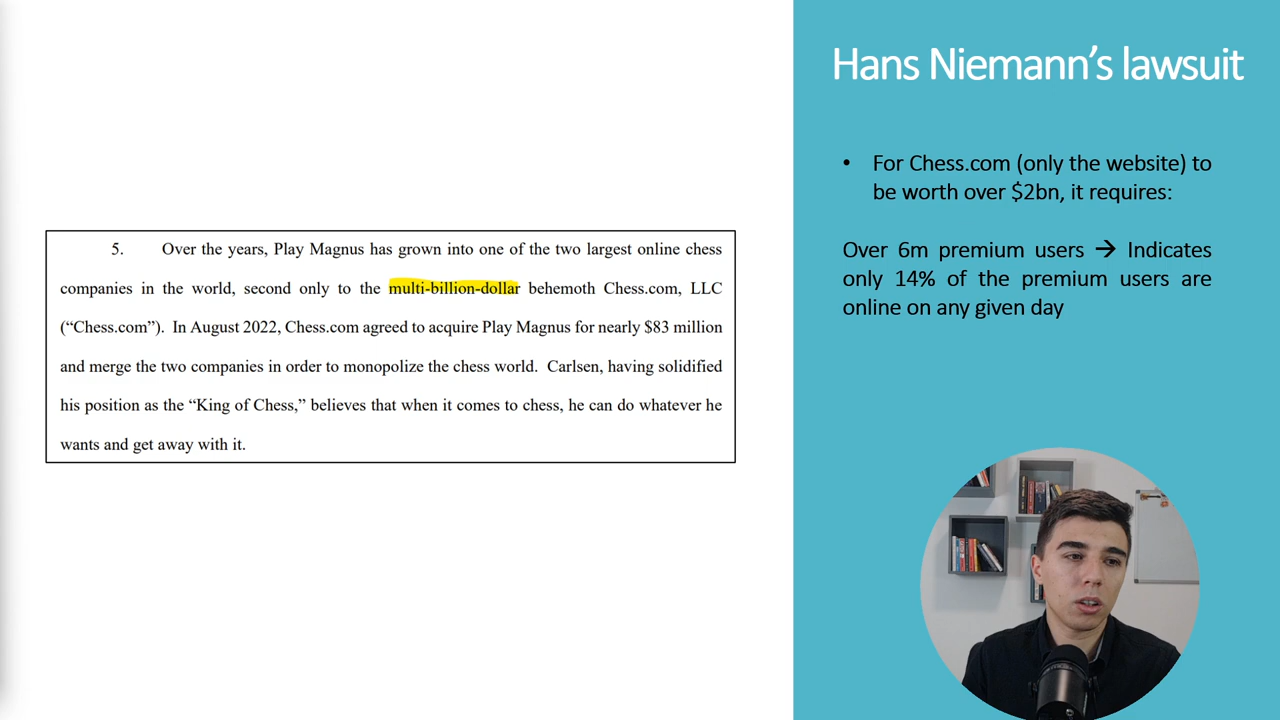 Hans Niemann’s lawsuit
5. Over the years, Play Magnus has grown into one of the two largest online chess
companies in the world, second only to the multi-billion-dollar behemoth Chess.com, LLC
(“Chess.com”). In August 2022, Chess.com agreed to acquire Play Magnus for nearly $83 million
and merge the two companies in order to monopolize the chess world. Carlsen, having solidified
his position as the “King of Chess,” believes that when it comes to chess, he can do whatever he
wants and get away with it.
• For Chess.com (only the website) to
be worth over $2bn, it requires:
Over 6m premium users → Indicates
only 14% of the premium users are
online on any given day